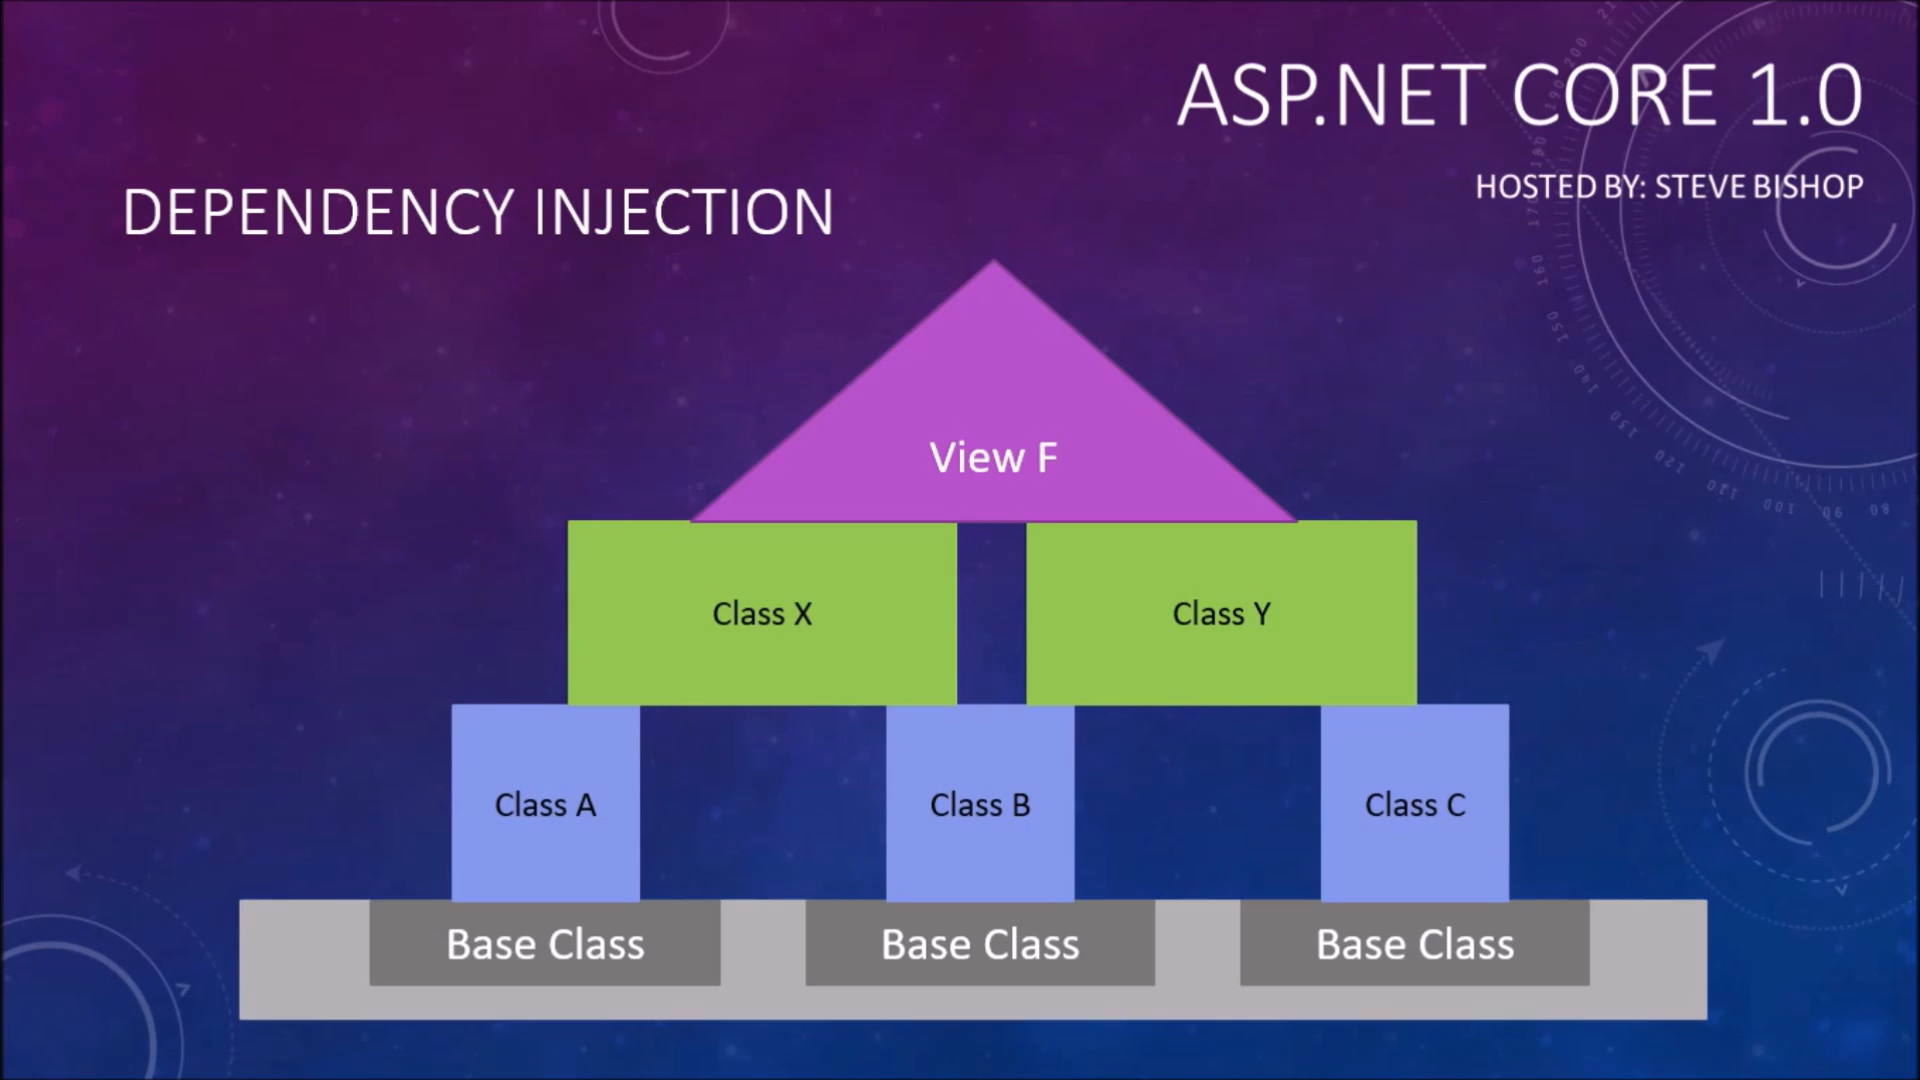 ASP.NET CORE 1.0
HOSTED BY: STEVE BISHOP
DEPENDENCY INJECTION
View F
Class X
Class Y
Class A
Class B
Class C
Base Class
Base Class
Base Class